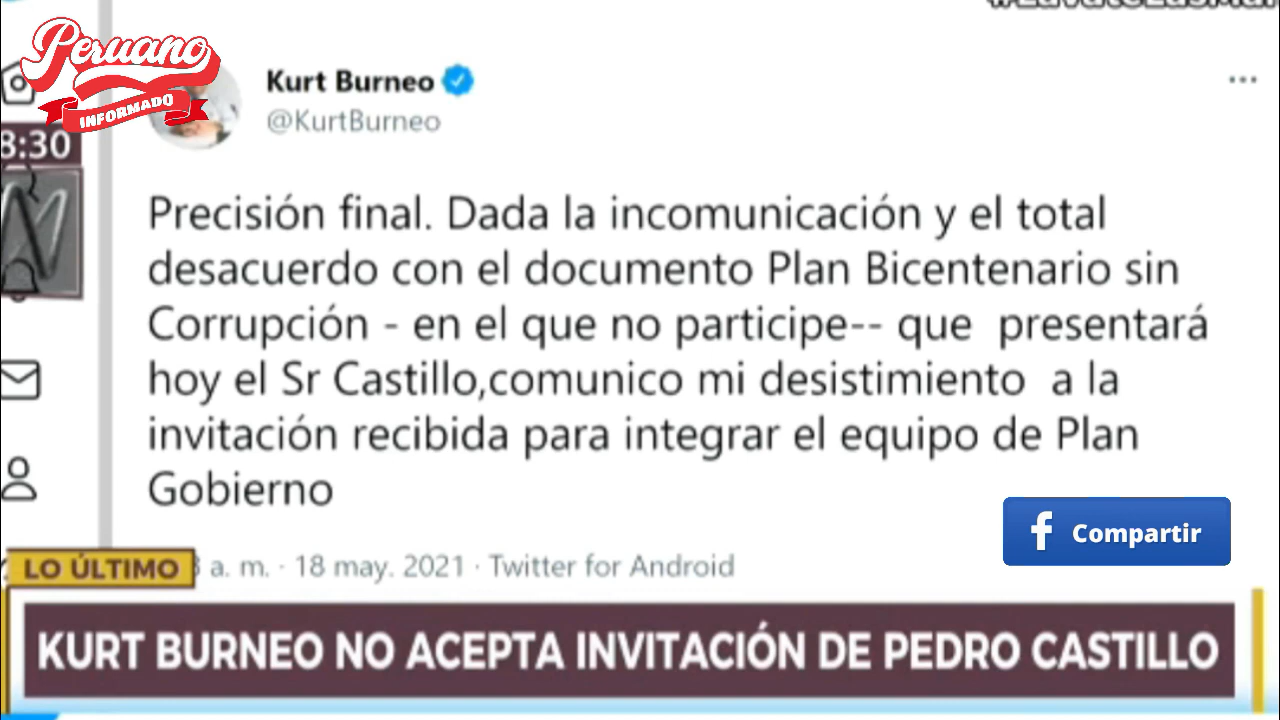 Peruano
INFORMADO
8:30
Kurt Burneo
@KurtBurneo
Precisión final. Dada la incomunicación y el total
desacuerdo con el documento Plan Bicentenario sin
Corrupción - en el que no participe-- que presentará
hoy el Sr Castillo,comunico mi desistimiento a la
invitación recibida para integrar el equipo de Plan
Gobierno
Compartir
LO ÚLTIMO
a. m. · 18 may. 2021 · Twitter for Android
KURT BURNEO NO ACEPTA INVITACIÓN DE PEDRO CASTILLO